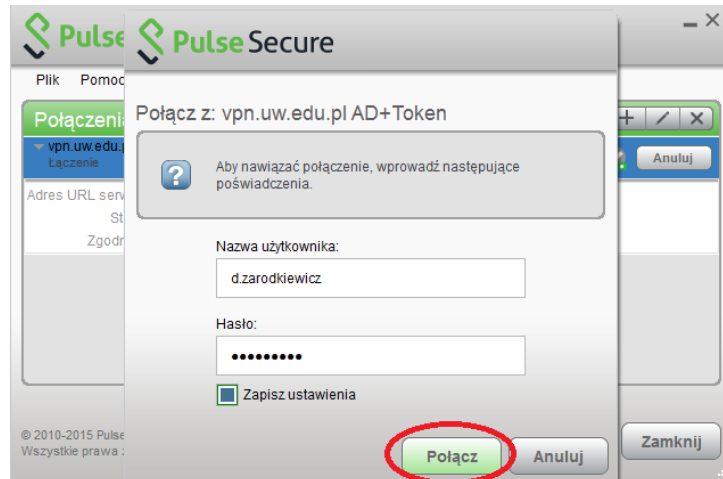 Pulse
Plik Pomoc
Połączeni
vpn.uw.edu.p
Łączenie
Anuluj
Adres URL serw
St
Zgodn
© 2010-2015 Pulse
Wszystkie prawa z
Zamknij
Pulse Secure
Połącz z: vpn.uw.edu.pl AD+Token
Aby nawiązać połączenie, wprowadź następujące
poświadczenia.
Nazwa użytkownika:
d.zarodkiewicz
Hasło:
•••••••••
Zapisz ustawienia
Połącz Anuluj